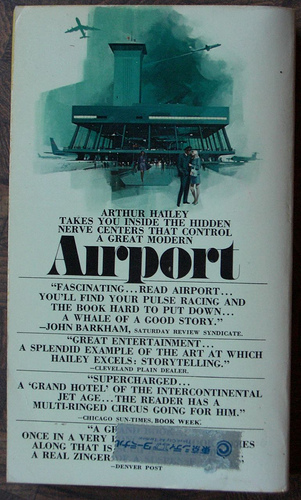 ARTHUR HAILEY
TAKES YOU INSIDE THE HIDDEN
NERVE CENTERS THAT CONTROL
A GREAT MODERN
Airport
“FASCINATING...READ AIRPORT...
YOU'LL FIND YOUR PULSE RACING AND
THE BOOK HARD TO PUT DOWN...
A WHALE OF A GOOD STORY.”
—JOHN BARKHAM, SATURDAY REVIEW SYNDICATE.
“GREAT ENTERTAINMENT...
A SPLENDID EXAMPLE OF THE ART AT WHICH
HAILEY EXCELS: STORYTELLING.”
—CLEVELAND PLAIN DEALER.
“SUPERCHARGED...
A ‘GRAND HOTEL’ OF THE INTERCONTINENTAL
JET AGE...THE READER HAS A
MULTI-RINGED CIRCUS GOING FOR HIM.”
—CHICAGO SUN-TIMES, BOOK WEEK.
“A
ONCE IN A VERY
ALONG THAT IS
A REAL ZINGER
—DENVER POST